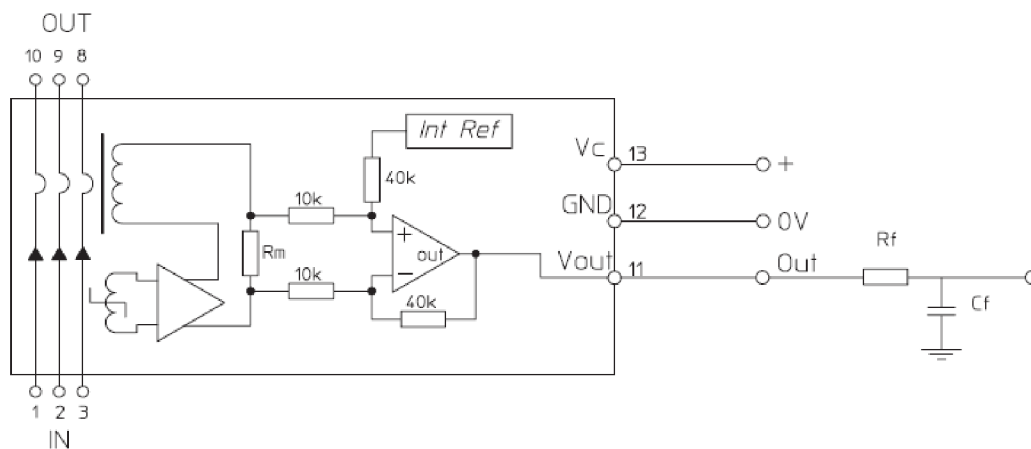 OUT
10 9 8
Int Ref
Vc 13 +
40k
10k
GND 12 0V
+
Rm out Rf
Vout 11 Out
10k
−
40k
Cf
1 2 3
IN